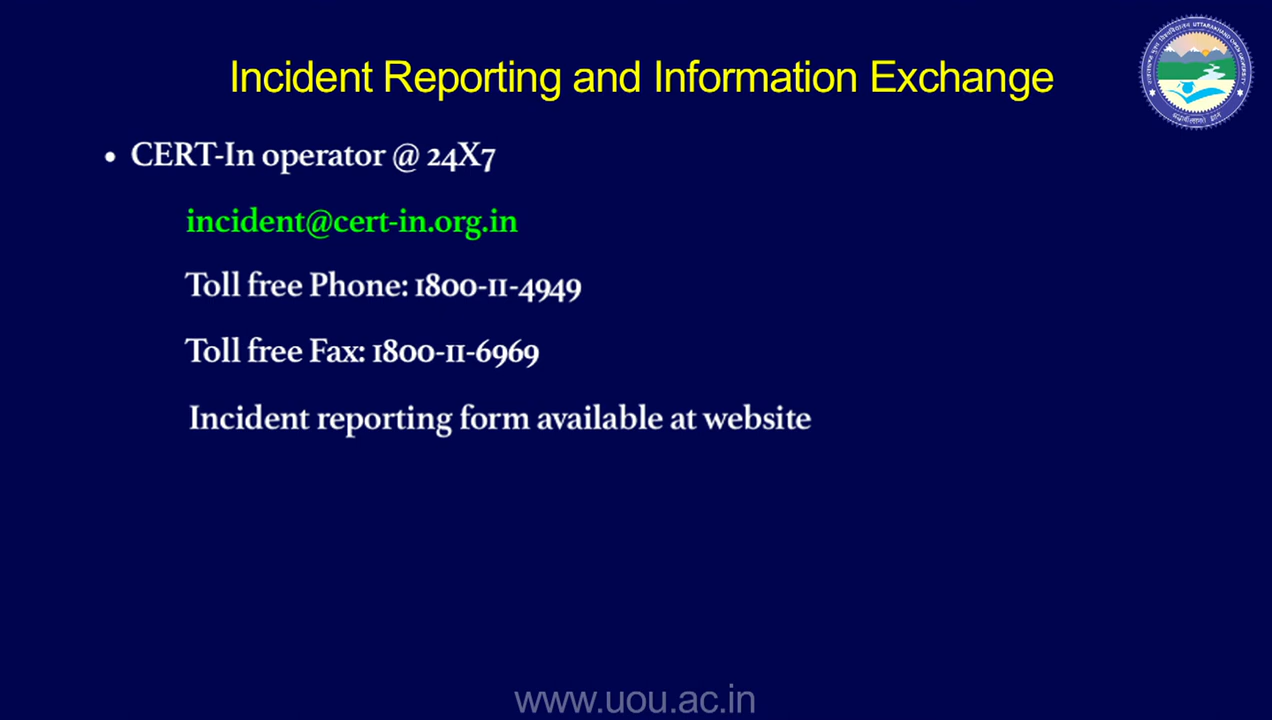 Incident Reporting and Information Exchange
• CERT-In operator @ 24X7
incident@cert-in.org.in
Toll free Phone: 1800-11-4949
Toll free Fax: 1800-11-6969
Incident reporting form available at website
www.uou.ac.in